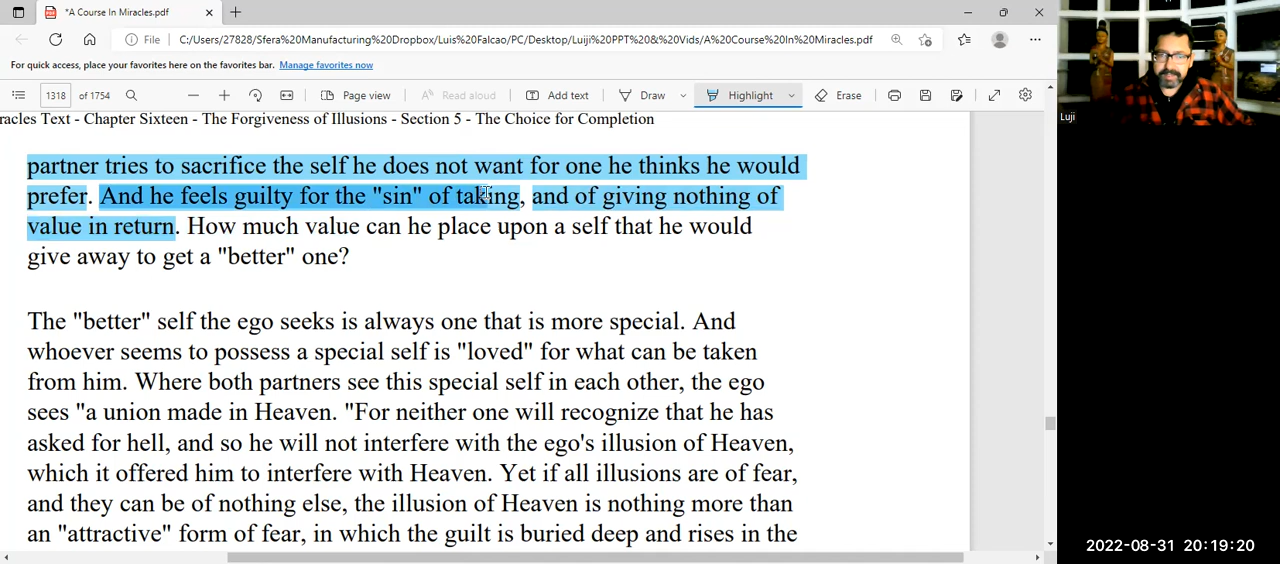 *A Course In Miracles.pdf
File C:/Users/27828/Sfera%20Manufacturing%20Dropbox/Luis%20Falcao/PC/Desktop/Luiji%20PPT%20&%20Vids/A%20Course%20In%20Miracles.pdf
For quick access, place your favorites here on the favorites bar. Manage favorites now
1318 of 1754 Page view Read aloud Add text Draw Highlight Erase
racles Text - Chapter Sixteen - The Forgiveness of Illusions - Section 5 - The Choice for Completion
partner tries to sacrifice the self he does not want for one he thinks he would
prefer. And he feels guilty for the "sin" of taking, and of giving nothing of
value in return. How much value can he place upon a self that he would
give away to get a "better" one?
The "better" self the ego seeks is always one that is more special. And
whoever seems to possess a special self is "loved" for what can be taken
from him. Where both partners see this special self in each other, the ego
sees "a union made in Heaven. "For neither one will recognize that he has
asked for hell, and so he will not interfere with the ego's illusion of Heaven,
which it offered him to interfere with Heaven. Yet if all illusions are of fear,
and they can be of nothing else, the illusion of Heaven is nothing more than
an "attractive" form of fear, in which the guilt is buried deep and rises in the
Luji
2022-08-31 20:19:20